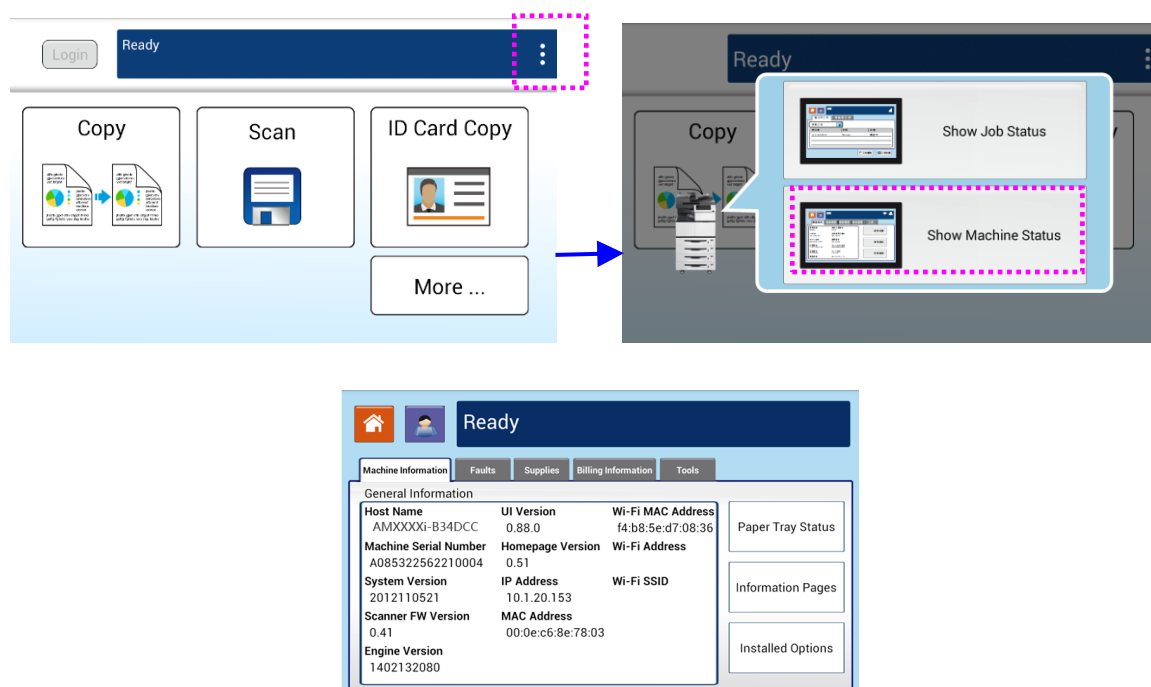 Login
Ready
Copy
Scan
ID Card Copy
More ...
Ready
Copy
Show Job Status
Show Machine Status
Ready
Machine Information
Faults
Supplies
Billing Information
Tools
General Information
Host Name
AMXXXXi-B34DCC
UI Version
0.88.0
Wi-Fi MAC Address
f4:b8:5e:d7:08:36
Machine Serial Number
A085322562210004
Homepage Version
0.51
Wi-Fi Address
System Version
2012110521
IP Address
10.1.20.153
Wi-Fi SSID
Scanner FW Version
0.41
MAC Address
00:0e:c6:8e:78:03
Engine Version
1402132080
Paper Tray Status
Information Pages
Installed Options